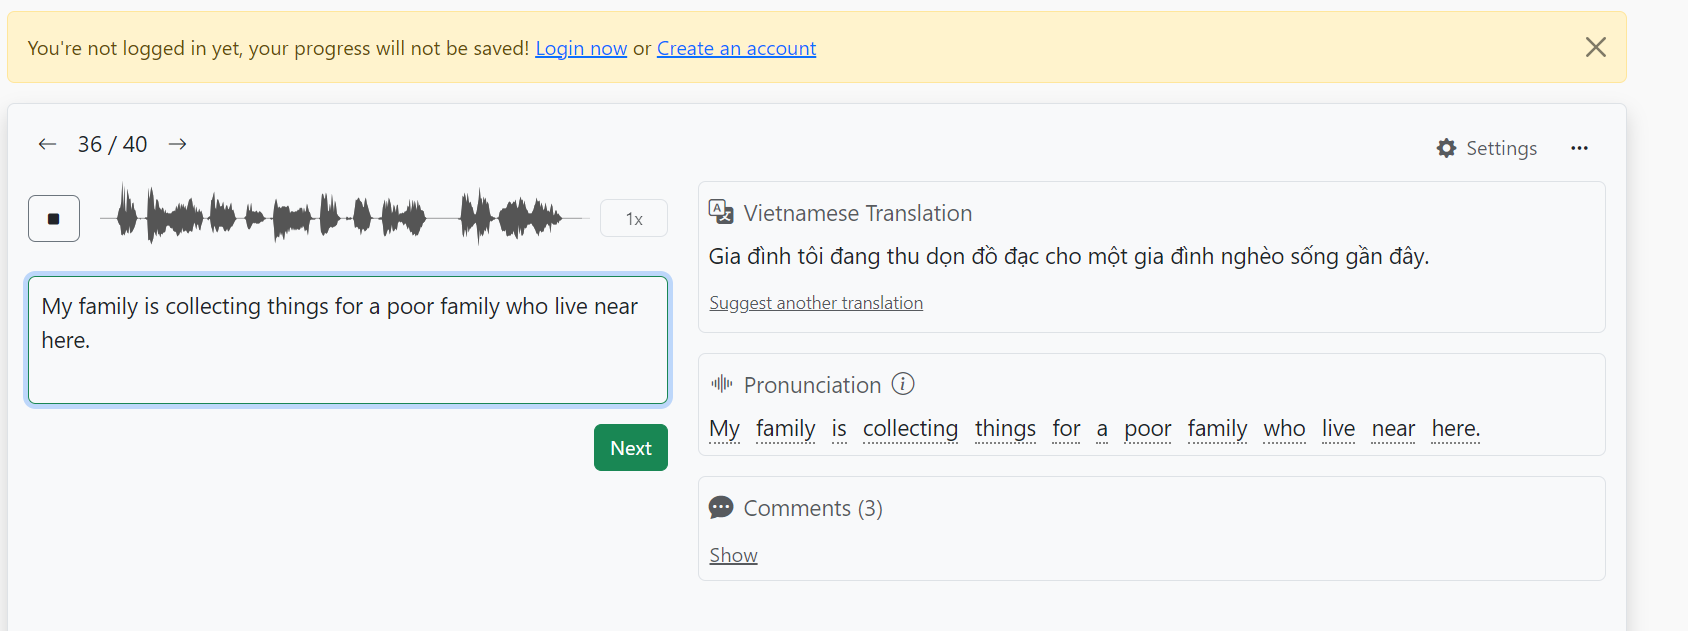 You're not logged in yet, your progress will not be saved! Login now or Create an account
36 / 40
Settings
1x
My family is collecting things for a poor family who live near
here.
Next
Vietnamese Translation
Gia đình tôi đang thu dọn đồ đạc cho một gia đình nghèo sống gần đây.
Suggest another translation
Pronunciation
My family is collecting things for a poor family who live near here.
Comments (3)
Show